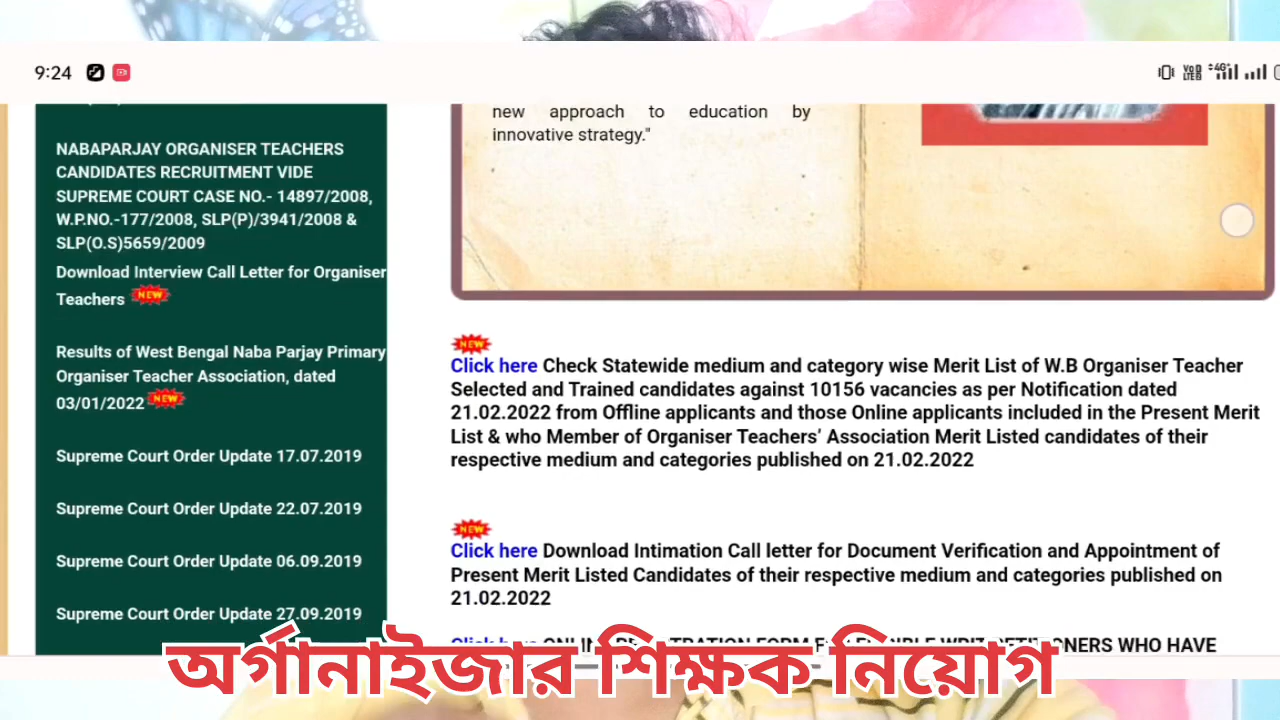 9:24
Vo
LTE
4G
NABAPARJAY ORGANISER TEACHERS
CANDIDATES RECRUITMENT VIDE
SUPREME COURT CASE NO.- 14897/2008,
W.P.NO.-177/2008, SLP(P)/3941/2008 &
SLP(O.S)5659/2009
Download Interview Call Letter for Organiser
Teachers NEW
Results of West Bengal Naba Parjay Primary
Organiser Teacher Association, dated
03/01/2022 NEW
Supreme Court Order Update 17.07.2019
Supreme Court Order Update 22.07.2019
Supreme Court Order Update 06.09.2019
Supreme Court Order Update 27.09.2019
new approach to education by
innovative strategy."
NEW
Click here Check Statewide medium and category wise Merit List of W.B Organiser Teacher
Selected and Trained candidates against 10156 vacancies as per Notification dated
21.02.2022 from Offline applicants and those Online applicants included in the Present Merit
List & who Member of Organiser Teachers’ Association Merit Listed candidates of their
respective medium and categories published on 21.02.2022
NEW
Click here Download Intimation Call letter for Document Verification and Appointment of
Present Merit Listed Candidates of their respective medium and categories published on
21.02.2022
WHO HAVE
অর্গানাইজার শিক্ষক নিয়োগ